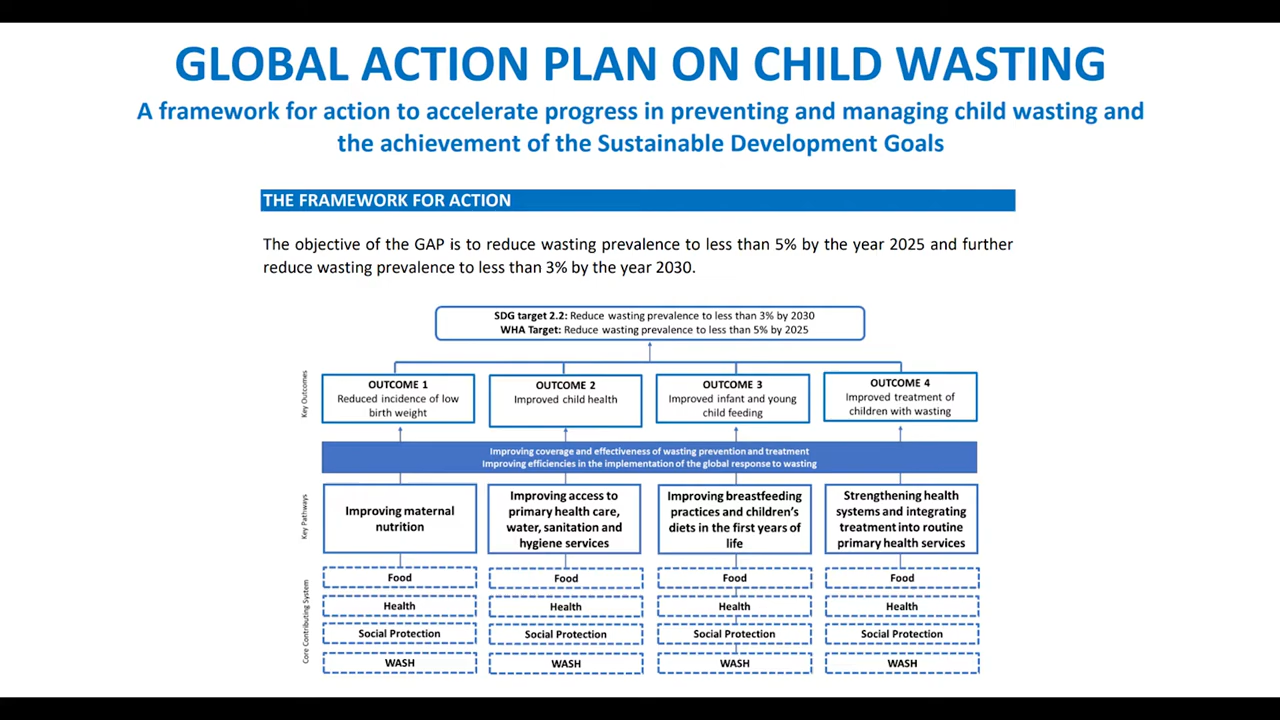 GLOBAL ACTION PLAN ON CHILD WASTING
A framework for action to accelerate progress in preventing and managing child wasting and
the achievement of the Sustainable Development Goals
THE FRAMEWORK FOR ACTION
The objective of the GAP is to reduce wasting prevalence to less than 5% by the year 2025 and further
reduce wasting prevalence to less than 3% by the year 2030.
SDG target 2.2: Reduce wasting prevalence to less than 3% by 2030
WHA Target: Reduce wasting prevalence to less than 5% by 2025
Key Outcomes
OUTCOME 1
Reduced incidence of low
birth weight
OUTCOME 2
Improved child health
OUTCOME 3
Improved infant and young
child feeding
OUTCOME 4
Improved treatment of
children with wasting
Improving coverage and effectiveness of wasting prevention and treatment
Improving efficiencies in the implementation of the global response to wasting
Key Pathways
Improving maternal
nutrition
Improving access to
primary health care,
water, sanitation and
hygiene services
Improving breastfeeding
practices and children's
diets in the first years of
life
Strengthening health
systems and integrating
treatment into routine
primary health services
Core Contributing System
Food
Food
Food
Food
Health
Health
Health
Health
Social Protection
Social Protection
Social Protection
Social Protection
WASH
WASH
WASH
WASH